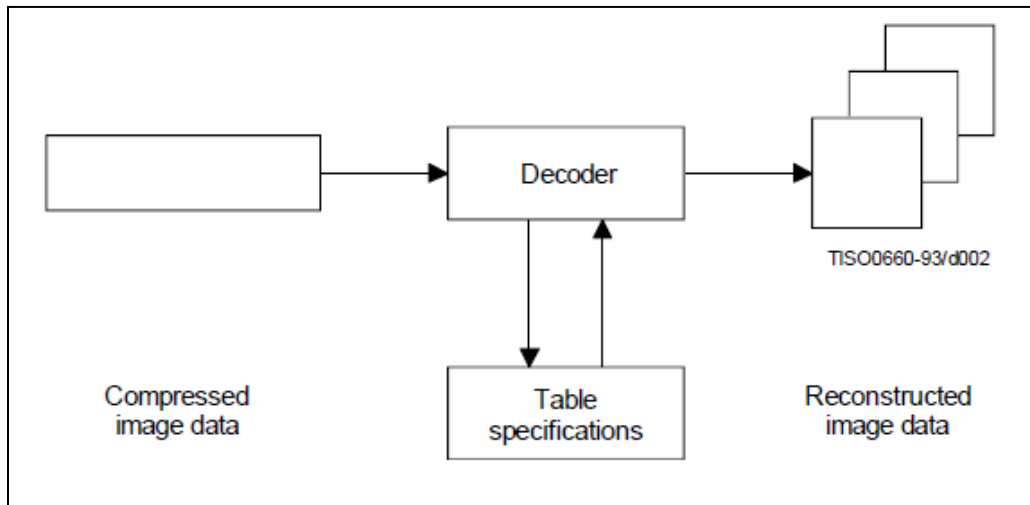 Decoder
TISO0660-93/d002
Compressed
image data
Table
specifications
Reconstructed
image data